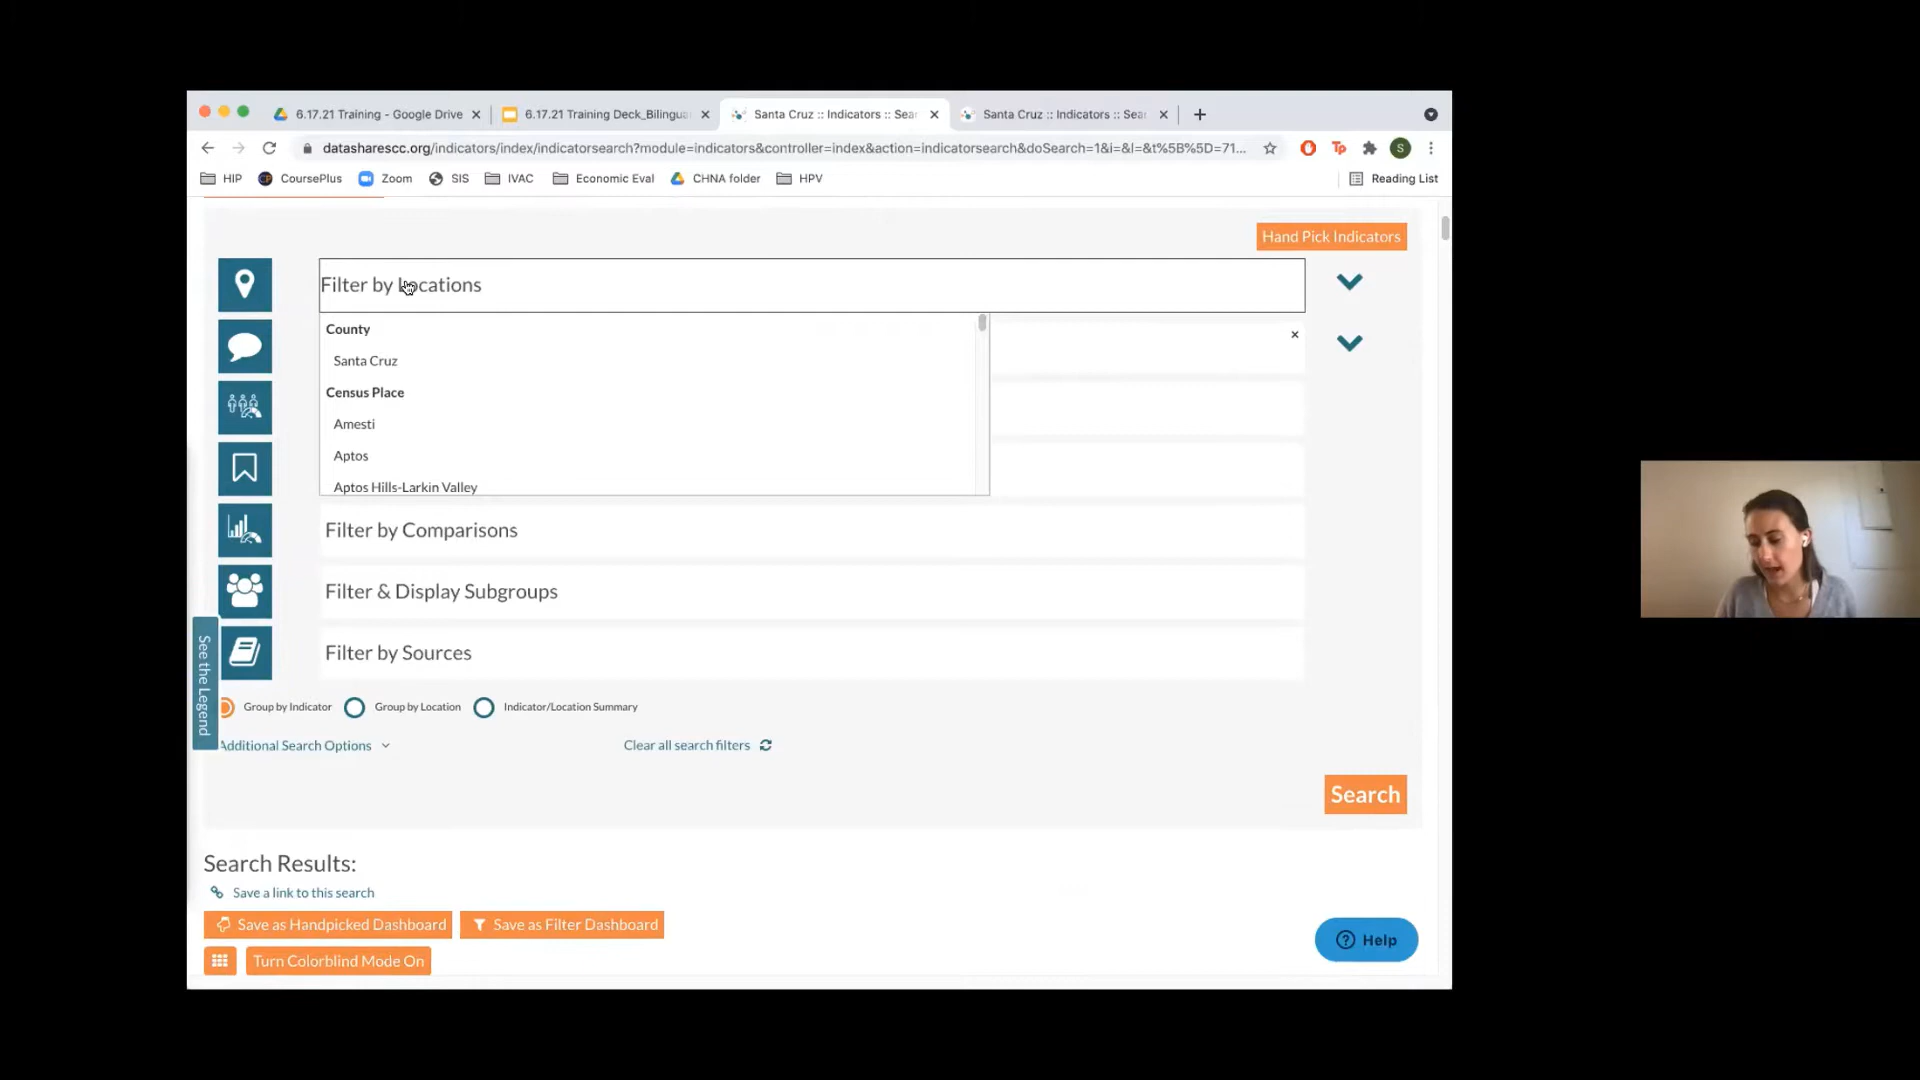 6.17.21 Training - Google Drive
6.17.21 Training Deck_Bilingua
Santa Cruz :: Indicators :: Sea
Santa Cruz :: Indicators :: Sea
datasharescc.org/indicators/index/indicatorsearch?module=indicators&controller=index&action=indicatorsearch&doSearch=1&i=&l=&t%5B%5D=71...
Tp
S
HIP
CP
CoursePlus
Zoom
SIS
IVAC
Economic Eval
CHNA folder
HPV
Reading List
Hand Pick Indicators
Filter by Locations
County
Santa Cruz
Census Place
Amesti
Aptos
Aptos Hills-Larkin Valley
Filter by Comparisons
Filter & Display Subgroups
Filter by Sources
See the Legend
Group by Indicator
Group by Location
Indicator/Location Summary
Additional Search Options
Clear all search filters
Search
Search Results:
Save a link to this search
Save as Handpicked Dashboard
Save as Filter Dashboard
Turn Colorblind Mode On
Help